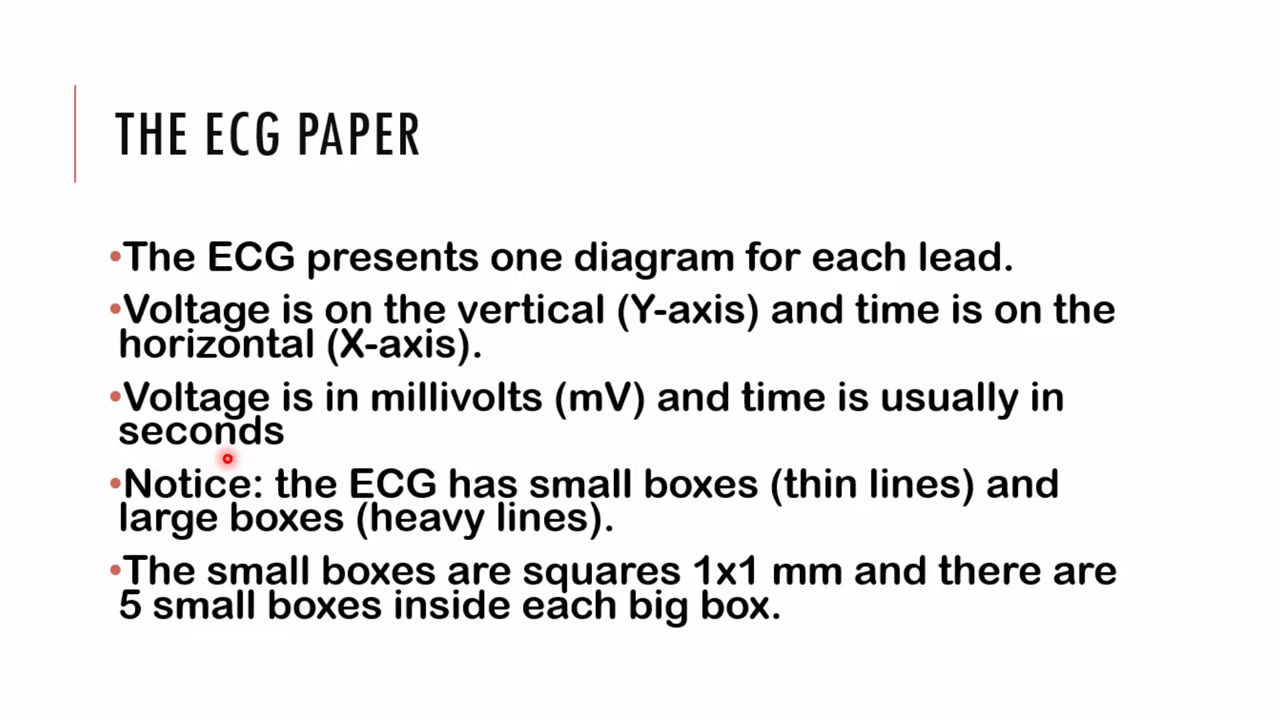 THE ECG PAPER
•The ECG presents one diagram for each lead.
•Voltage is on the vertical (Y-axis) and time is on the
horizontal (X-axis).
•Voltage is in millivolts (mV) and time is usually in
seconds
•Notice: the ECG has small boxes (thin lines) and
large boxes (heavy lines).
•The small boxes are squares 1x1 mm and there are
5 small boxes inside each big box.